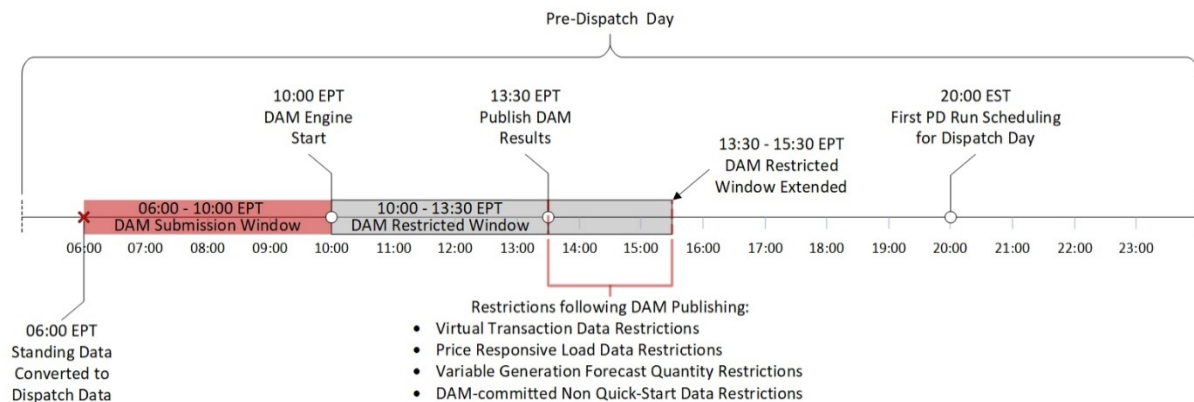 Pre-Dispatch Day
10:00 EPT
DAM Engine
Start
13:30 EPT
Publish DAM
Results
13:30 - 15:30 EPT
DAM Restricted
Window Extended
20:00 EST
First PD Run Scheduling
for Dispatch Day
06:00 - 10:00 EPT
DAM Submission Window
10:00 - 13:30 EPT
DAM Restricted Window
06:00 07:00 08:00 09:00 10:00 11:00 12:00 13:00 14:00 15:00 16:00 17:00 18:00 19:00 20:00 21:00 22:00 23:00
06:00 EPT
Standing Data
Converted to
Dispatch Data
Restrictions following DAM Publishing:
• Virtual Transaction Data Restrictions
• Price Responsive Load Data Restrictions
• Variable Generation Forecast Quantity Restrictions
• DAM-committed Non Quick-Start Data Restrictions